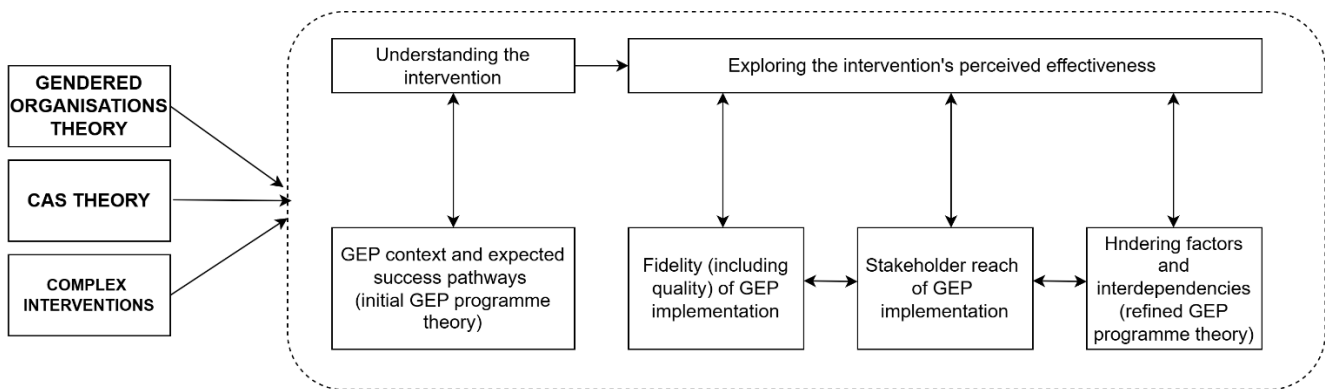 GENDERED
ORGANISATIONS
THEORY
CAS THEORY
COMPLEX
INTERVENTIONS
Understanding the
intervention
Exploring the intervention's perceived effectiveness
GEP context and expected
success pathways
(initial GEP programme
theory)
Fidelity (including
quality) of GEP
implementation
Stakeholder reach
of GEP
implementation
Hndering factors
and
interdependencies
(refined GEP
programme theory)